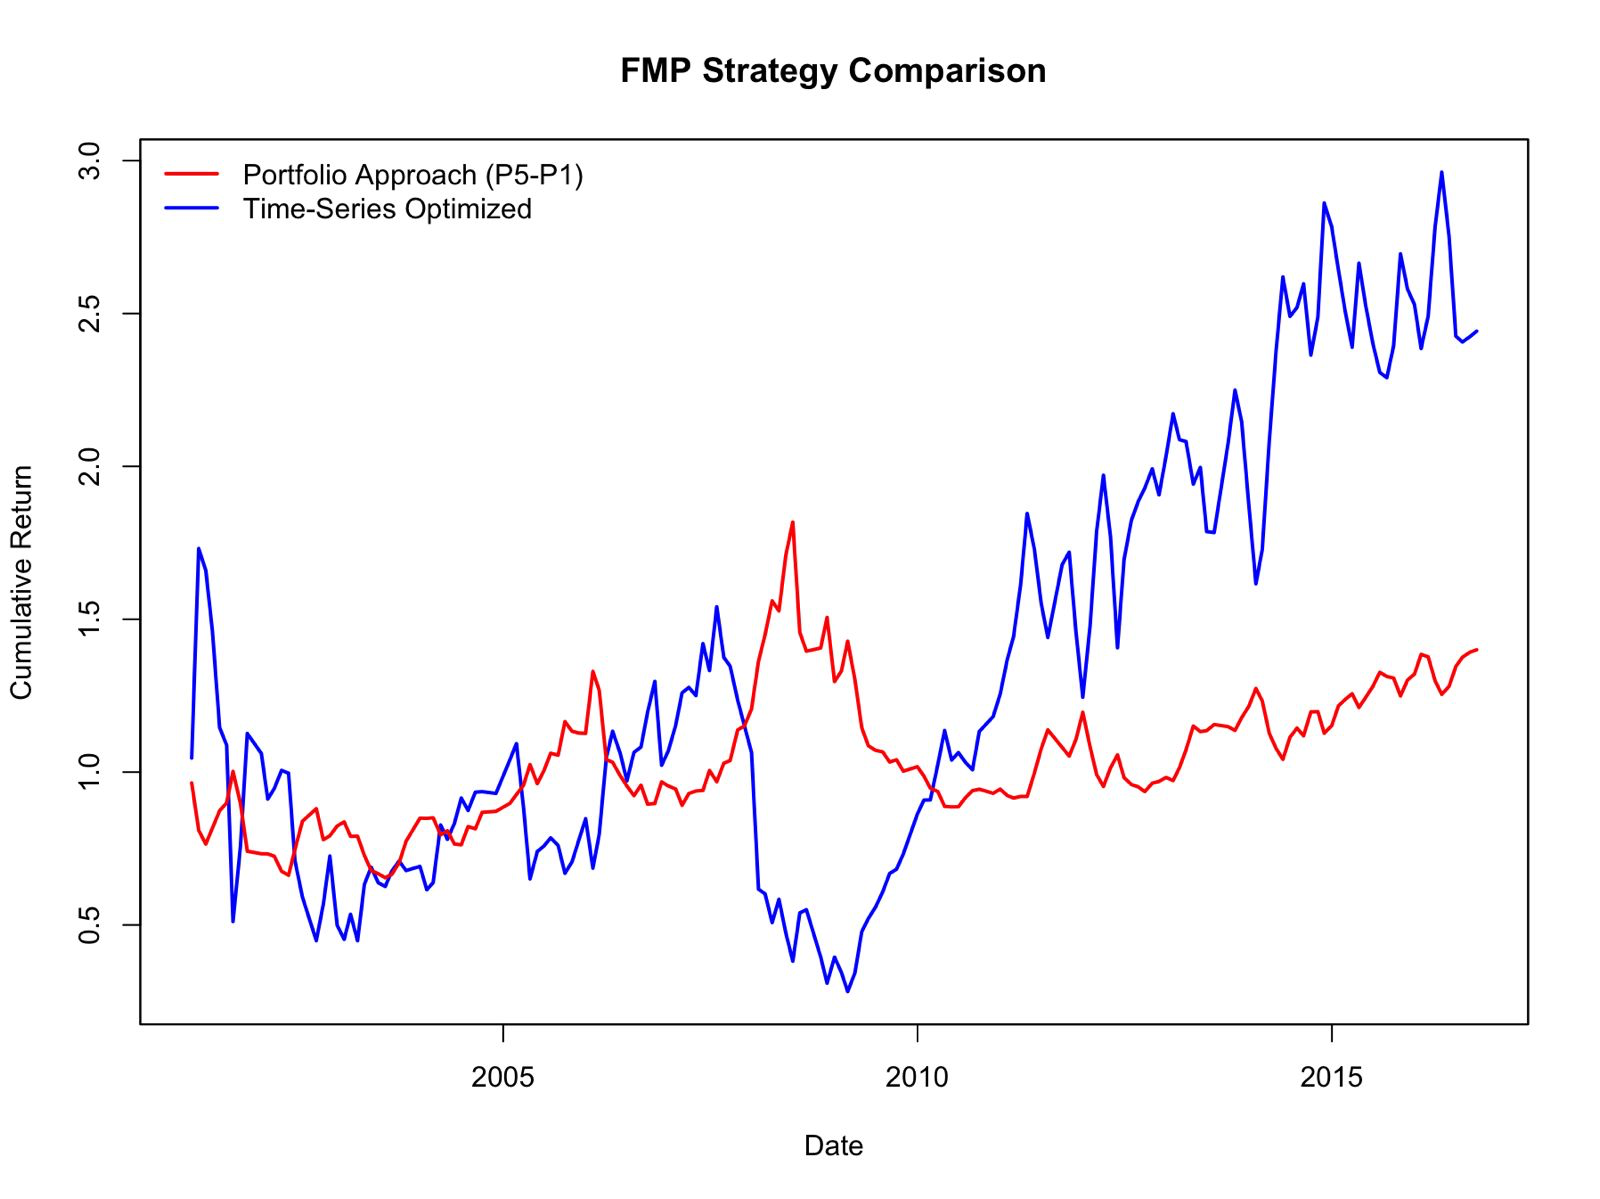 FMP Strategy Comparison
Portfolio Approach (P5-P1)
Time-Series Optimized
3.0
2.5
2.0
1.5
1.0
0.5
Cumulative Return
2005 2010 2015
Date